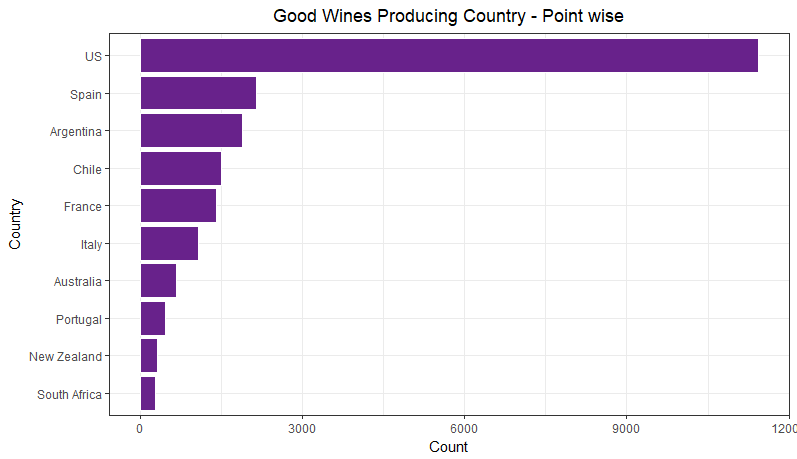 Good Wines Producing Country - Point wise
US
Spain
Argentina
Chile
France
Italy
Australia
Portugal
New Zealand
South Africa
Country
0 3000 6000 9000 1200
Count